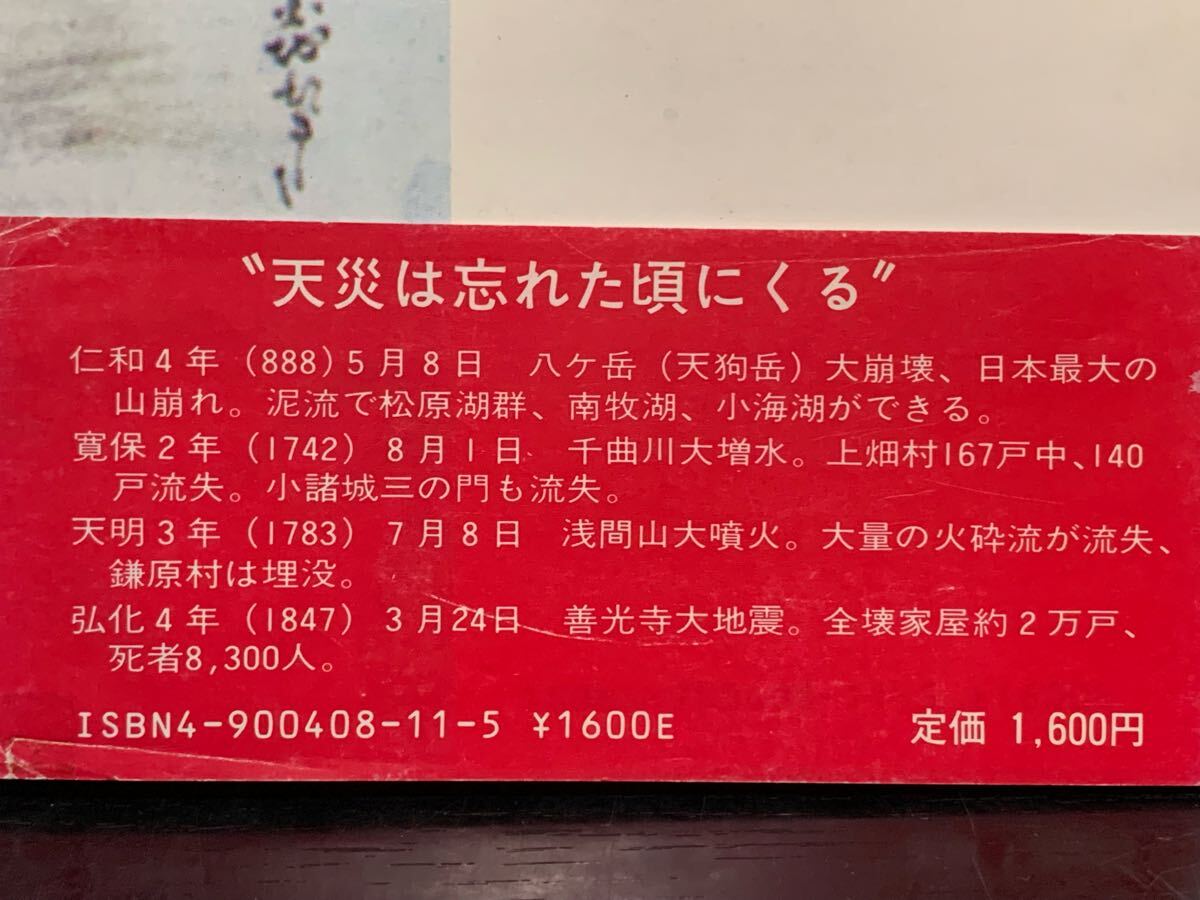 〝天災は忘れた頃にくる〟
仁和4年（888）5月8日　八ケ岳（天狗岳）大崩壊、日本最大の
山崩れ。泥流で松原湖群、南牧湖、小海湖ができる。
寛保2年（1742）8月1日　千曲川大増水。上畑村167戸中、140
戸流失。小諸城三の門も流失。
天明3年（1783）7月8日　浅間山大噴火。大量の火砕流が流失、
鎌原村は埋没。
弘化4年（1847）3月24日　善光寺大地震。全壊家屋約2万戸、
死者8,300人。
ISBN4-900408-11-5 ¥1600E
定価 1,600円